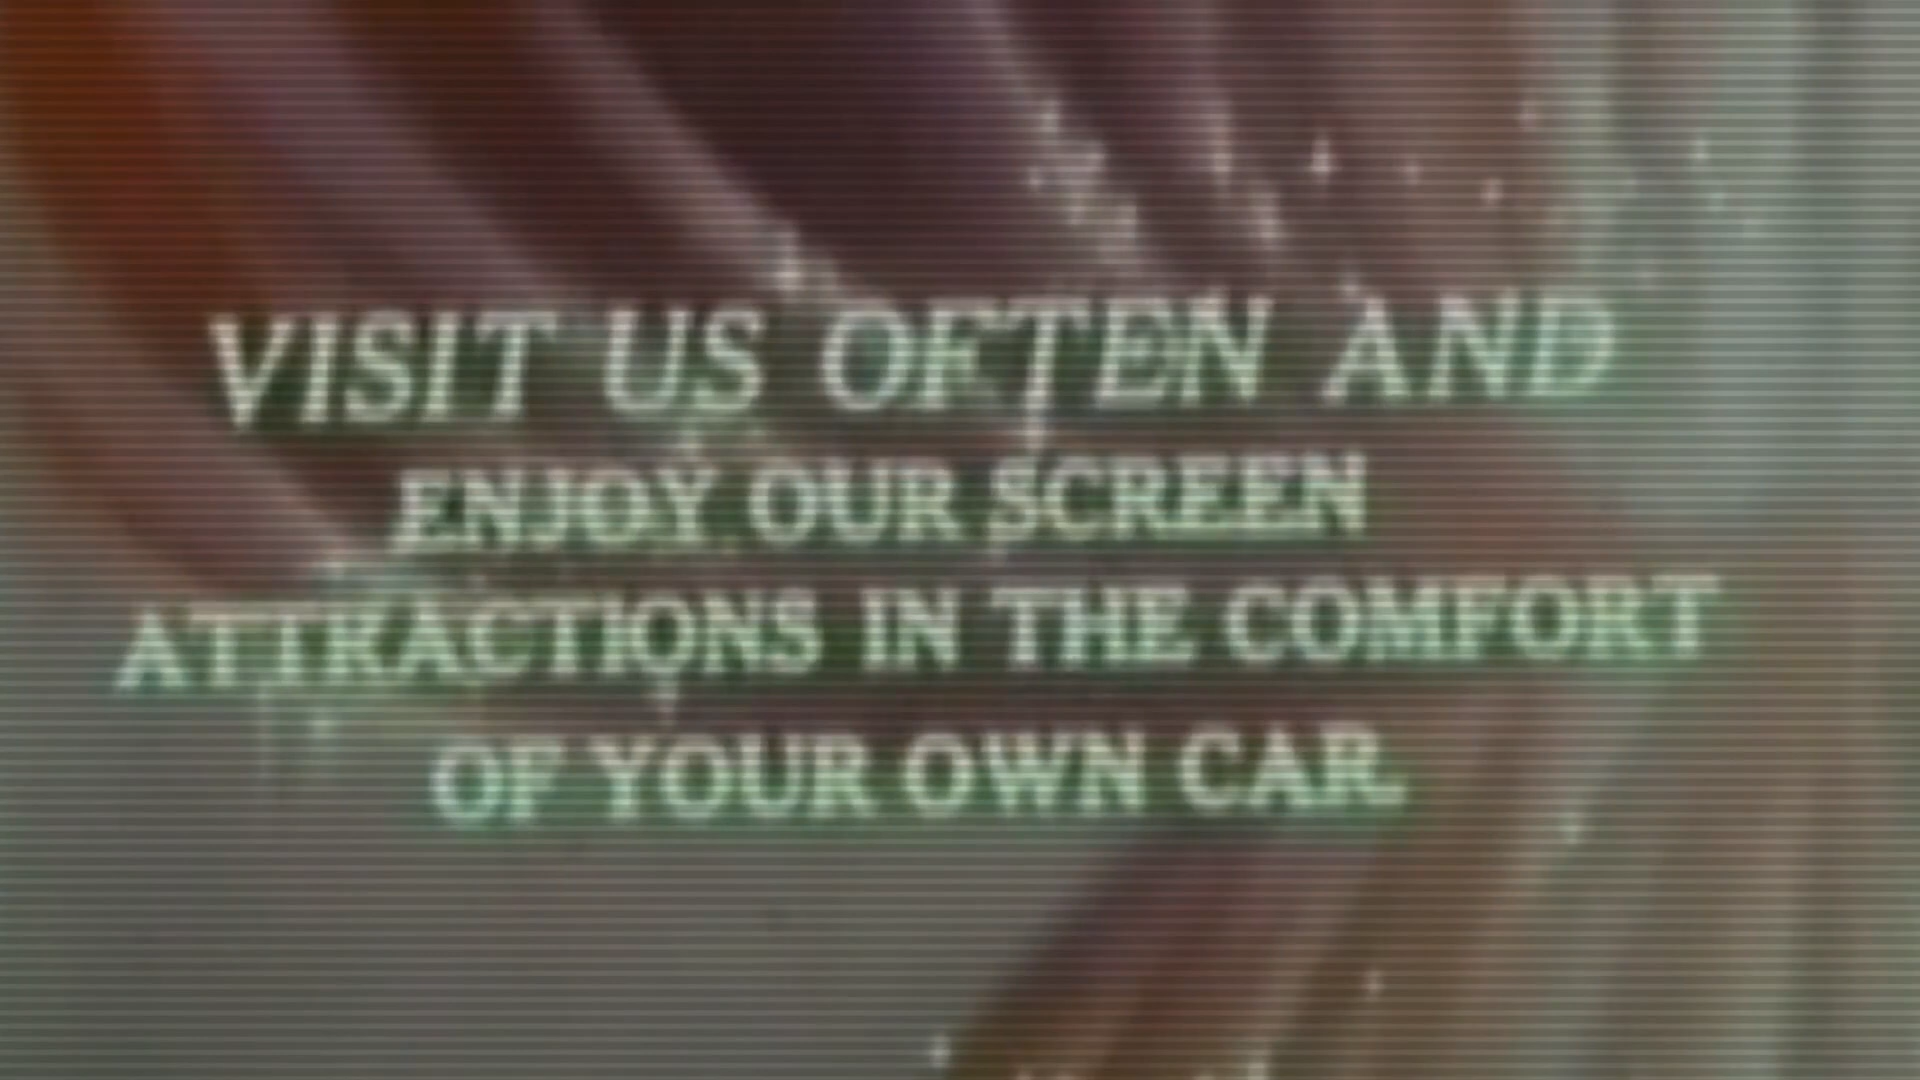 VISIT US OFTEN AND
ENJOY OUR SCREEN
ATTRACTIONS IN THE COMFORT
OF YOUR OWN CAR.